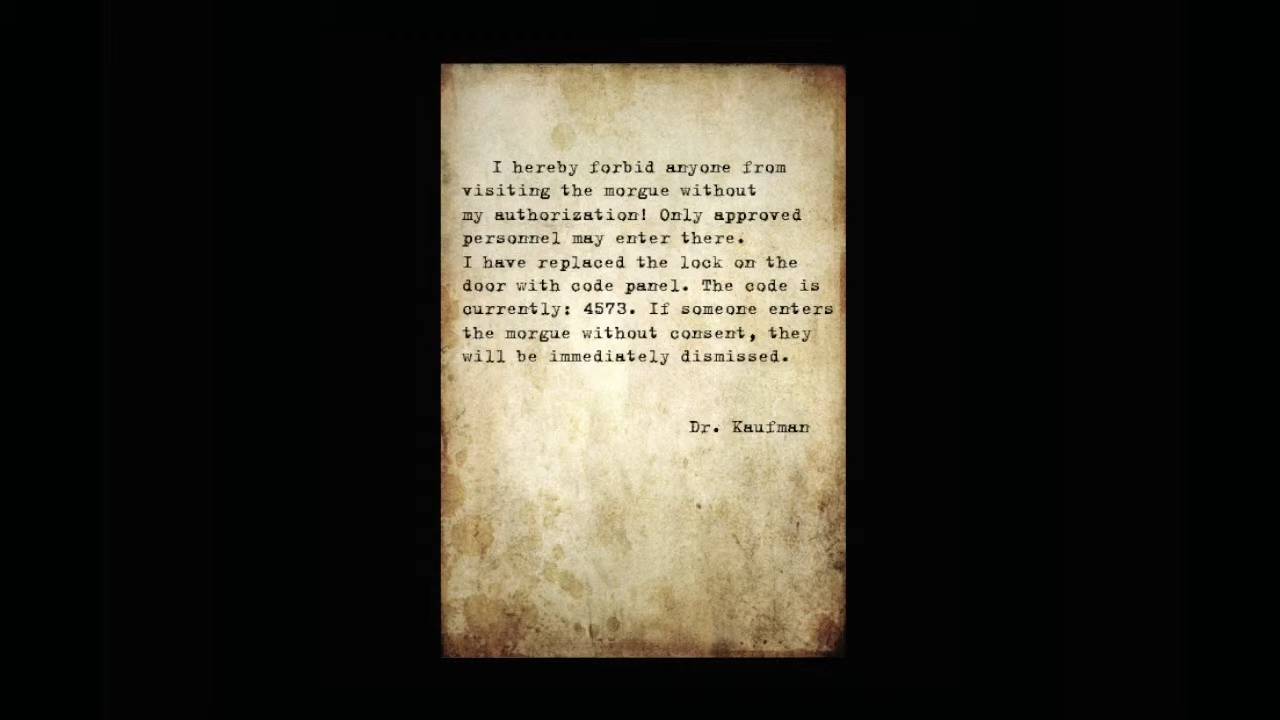 I hereby forbid anyone from
visiting the morgue without
my authorization! Only approved
personnel may enter there.
I have replaced the lock on the
door with code panel. The code is
currently: 4573. If someone enters
the morgue without consent, they
will be immediately dismissed.
Dr. Kaufman